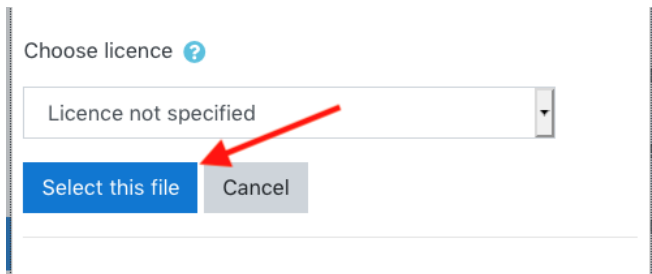 Choose licence ?
Licence not specified
Select this file
Cancel